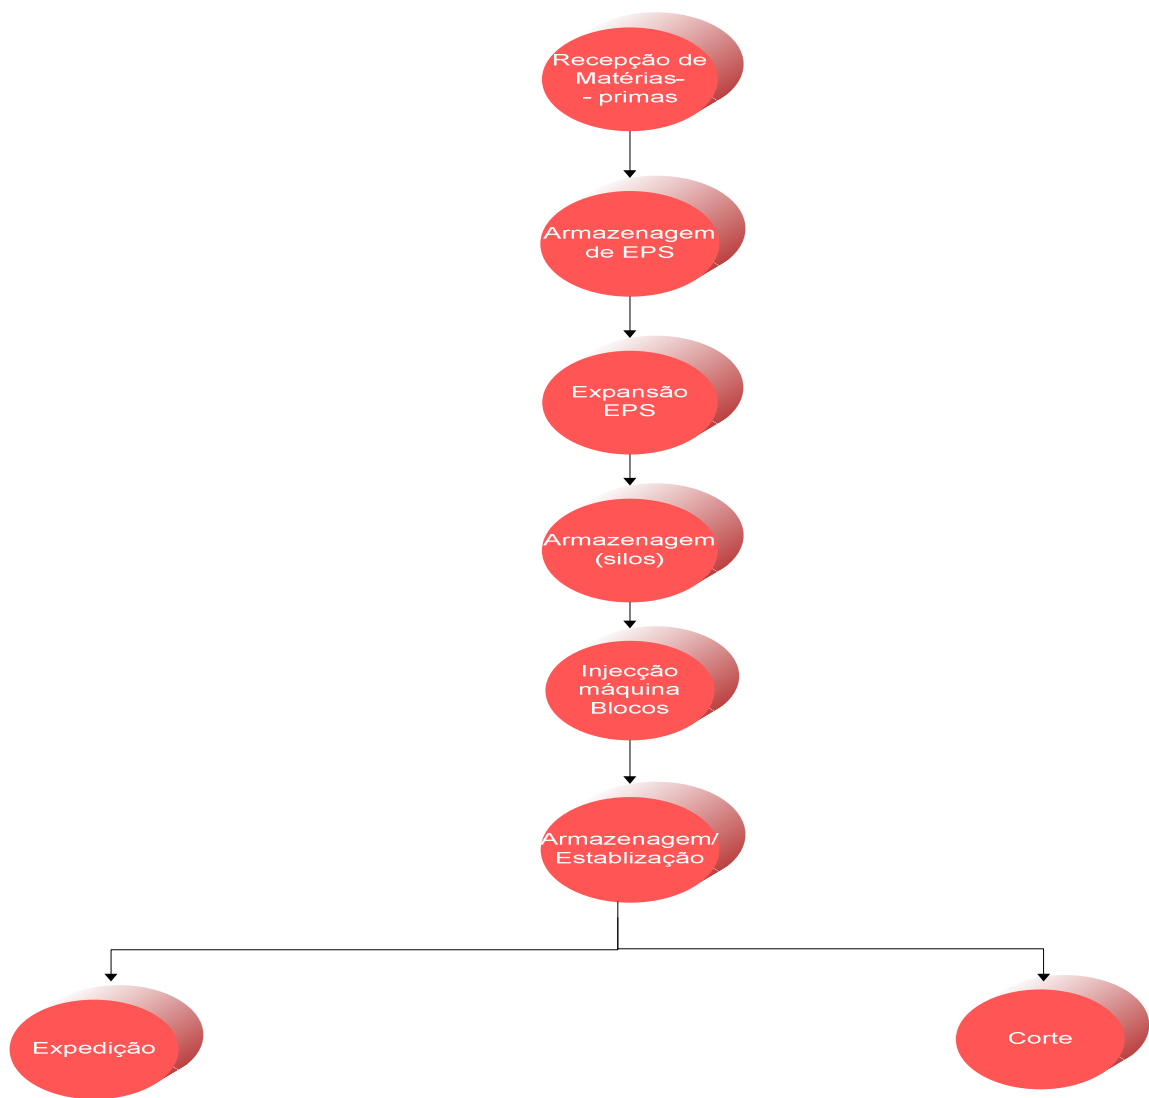 Recepção de
Matérias-
- primas
Armazenagem
de EPS
Expansão
EPS
Armazenagem
(silos)
Injecção
máquina
Blocos
Armazenagem/
Establização
Expedição
Corte